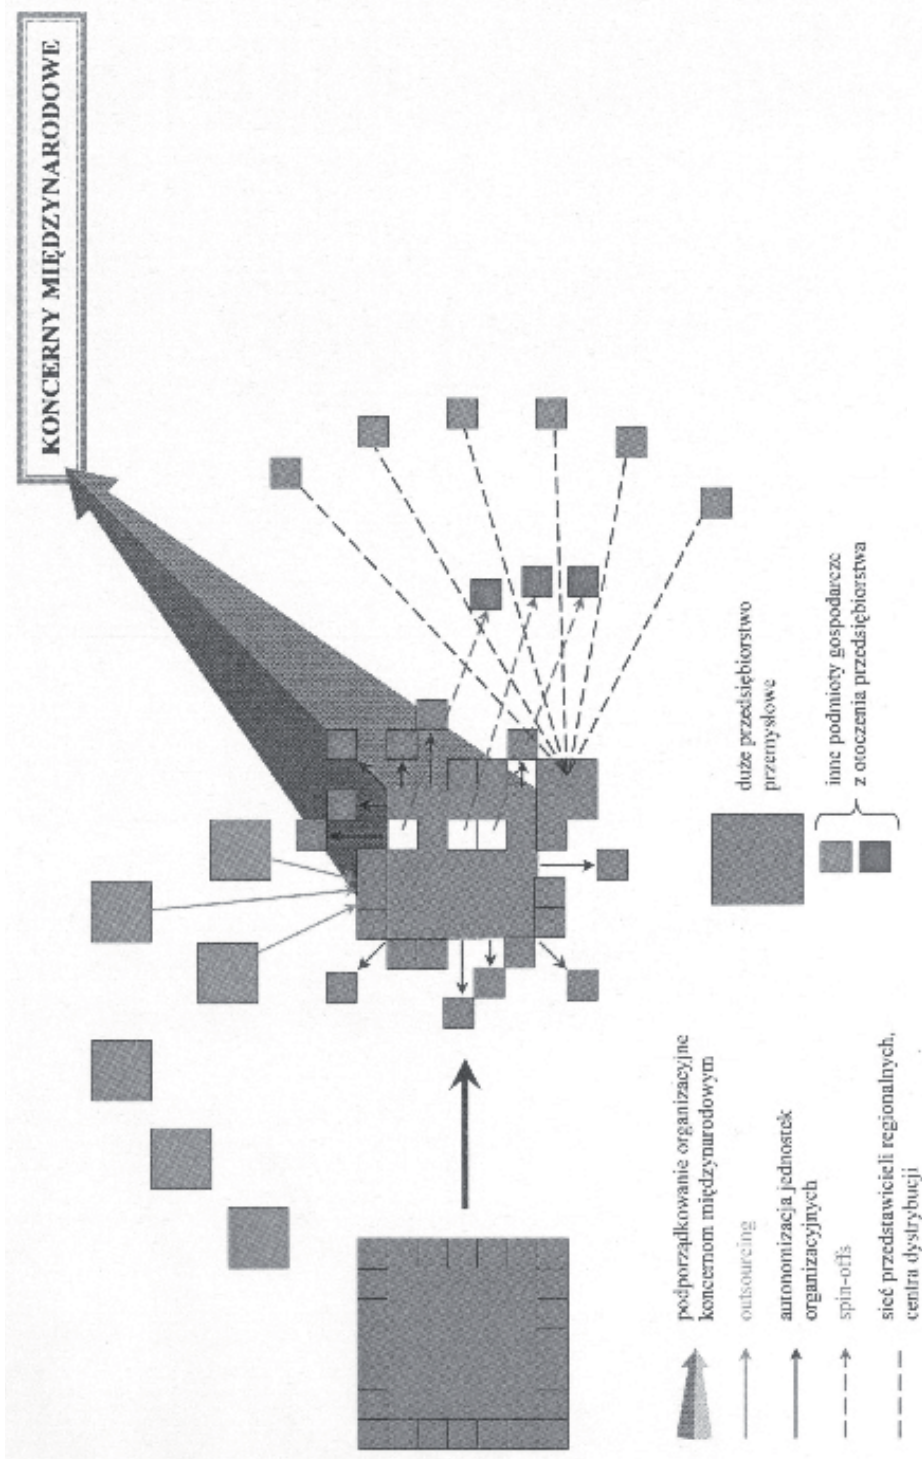 KONCERNY MIĘDZYNARODOWE
podporządkowanie organizacyjne
koncernom międzynarodowym
outsourcing
autonomizacja jednostek
organizacyjnych
spin-offs
sieć przedstawicieli regionalnych,
centra dystrybucji
duże przedsiębiorstwo
przemysłowe
inne podmioty gospodarcze
z otoczenia przedsiębiorstwa